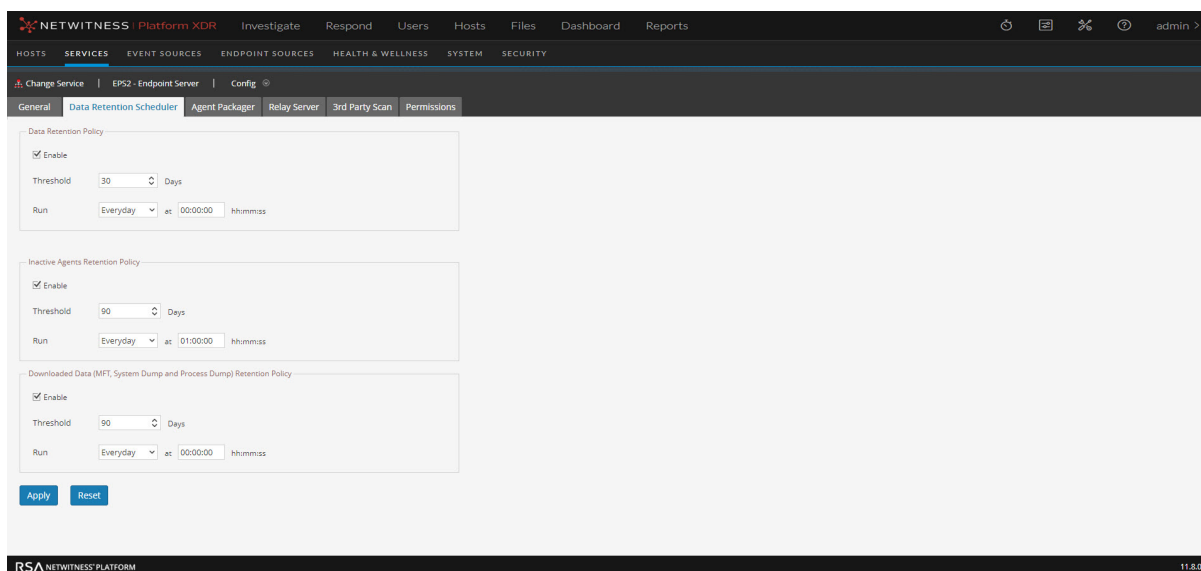 NETWITNESS Platform XDR Investigate Respond Users Hosts Files Dashboard Reports admin >
HOSTS SERVICES EVENT SOURCES ENDPOINT SOURCES HEALTH & WELLNESS SYSTEM SECURITY
Change Service | EPS2 - Endpoint Server | Config
General Data Retention Scheduler Agent Packager Relay Server 3rd Party Scan Permissions
Data Retention Policy
Enable
Threshold 30 Days
Run Everyday at 00:00:00 hh:mm:ss
Inactive Agents Retention Policy
Enable
Threshold 90 Days
Run Everyday at 01:00:00 hh:mm:ss
Downloaded Data (MFT, System Dump and Process Dump) Retention Policy
Enable
Threshold 90 Days
Run Everyday at 00:00:00 hh:mm:ss
Apply Reset
RSA NETWITNESS® PLATFORM 11.8.0